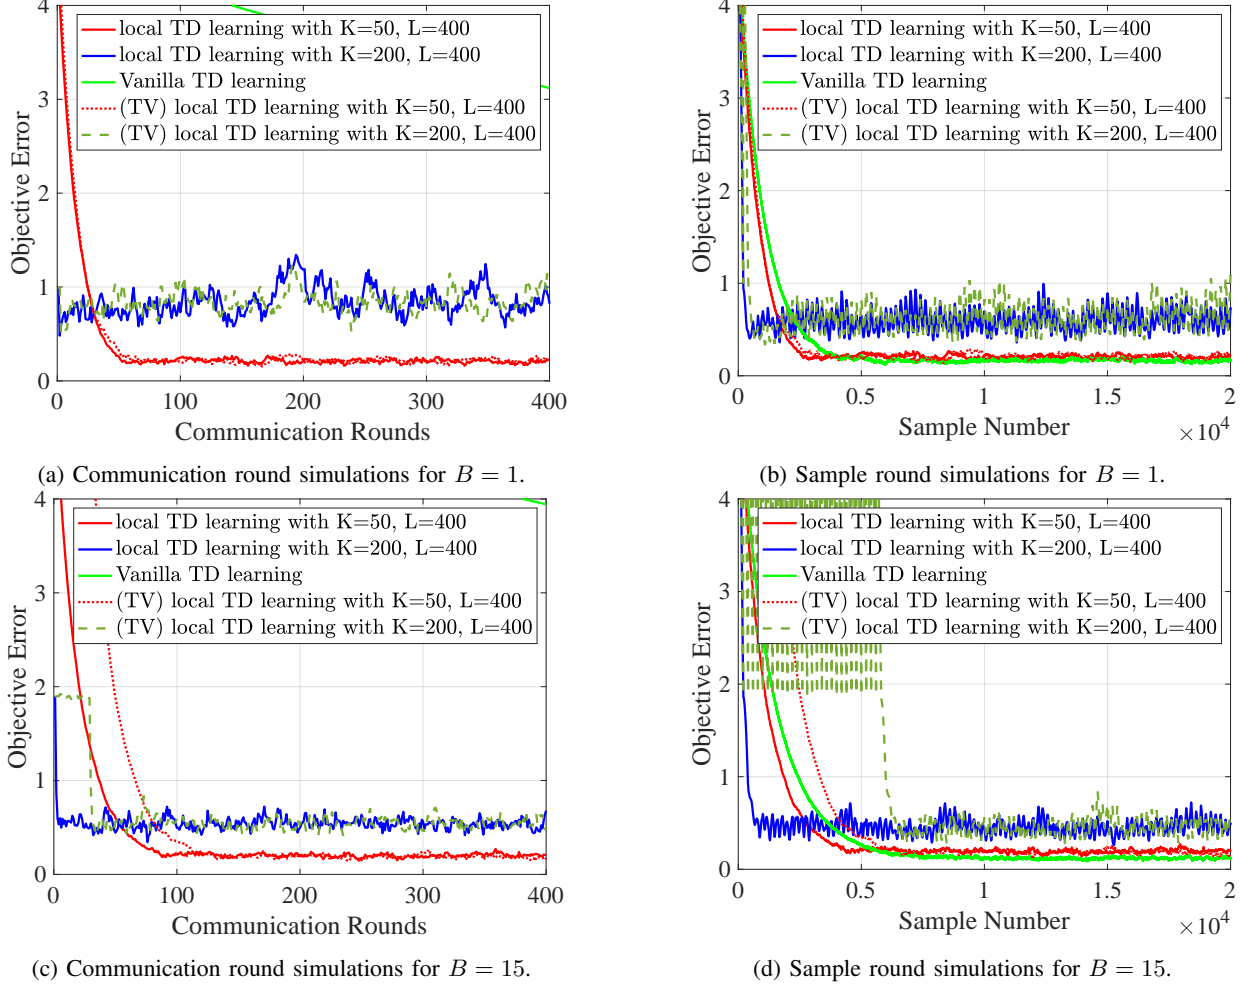 4
3
2
1
0
Objective Error
local TD learning with K=50, L=400
local TD learning with K=200, L=400
Vanilla TD learning
(TV) local TD learning with K=50, L=400
(TV) local TD learning with K=200, L=400
0 100 200 300 400
Communication Rounds
(a) Communication round simulations for B = 1.
4
3
2
1
0
Objective Error
local TD learning with K=50, L=400
local TD learning with K=200, L=400
Vanilla TD learning
(TV) local TD learning with K=50, L=400
(TV) local TD learning with K=200, L=400
0 0.5 1 1.5 2
Sample Number
×10^4
(b) Sample round simulations for B = 1.
4
3
2
1
0
Objective Error
local TD learning with K=50, L=400
local TD learning with K=200, L=400
Vanilla TD learning
(TV) local TD learning with K=50, L=400
(TV) local TD learning with K=200, L=400
0 100 200 300 400
Communication Rounds
(c) Communication round simulations for B = 15.
4
3
2
1
0
Objective Error
local TD learning with K=50, L=400
local TD learning with K=200, L=400
Vanilla TD learning
(TV) local TD learning with K=50, L=400
(TV) local TD learning with K=200, L=400
0 0.5 1 1.5 2
Sample Number
×10^4
(d) Sample round simulations for B = 15.